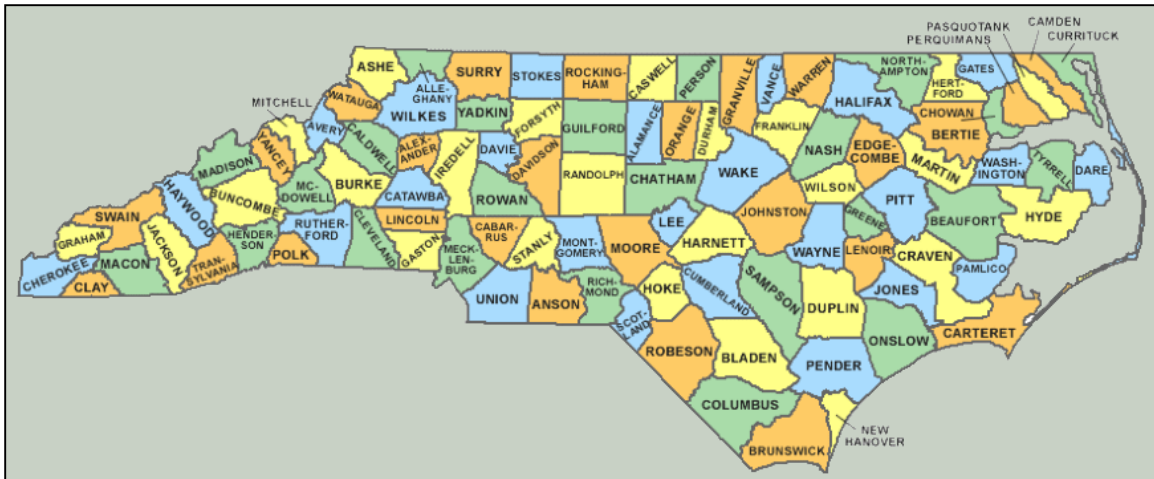 PASQUOTANK
CAMDEN
PERQUIMANS
CURRITUCK
ASHE
ALLE-
GHANY
SURRY
STOKES
ROCKING-
HAM
CASWELL
PERSON
GRANVILLE
VANCE
WARREN
NORTH-
AMPTON
GATES
HERT-
FORD
MITCHELL
WATAUGA
WILKES
YADKIN
FORSYTH
GUILFORD
ALAMANCE
ORANGE
DURHAM
FRANKLIN
HALIFAX
CHOWAN
BERTIE
AVERY
CALDWELL
ALEX-
ANDER
IREDELL
DAVIE
DAVIDSON
RANDOLPH
CHATHAM
WAKE
NASH
EDGE-
COMBE
MARTIN
WASH-
INGTON
TYRRELL
DARE
MADISON
YANCEY
MC-
DOWELL
BURKE
CATAWBA
ROWAN
WILSON
PITT
HAYWOOD
BUNCOMBE
RUTHER-
FORD
CLEVELAND
LINCOLN
GASTON
MECK-
LEN-
BURG
CABAR-
RUS
STANLY
MONT-
GOMERY
MOORE
LEE
HARNETT
JOHNSTON
WAYNE
GREENE
LENOIR
BEAUFORT
HYDE
SWAIN
GRAHAM
JACKSON
TRAN-
SYLVANIA
HENDER-
SON
POLK
CRAVEN
PAMLICO
CHEROKEE
CLAY
MACON
UNION
ANSON
RICH-
MOND
SCOT-
LAND
HOKE
CUMBERLAND
SAMPSON
DUPLIN
JONES
CARTERET
ROBESON
BLADEN
PENDER
ONSLOW
COLUMBUS
BRUNSWICK
NEW
HANOVER